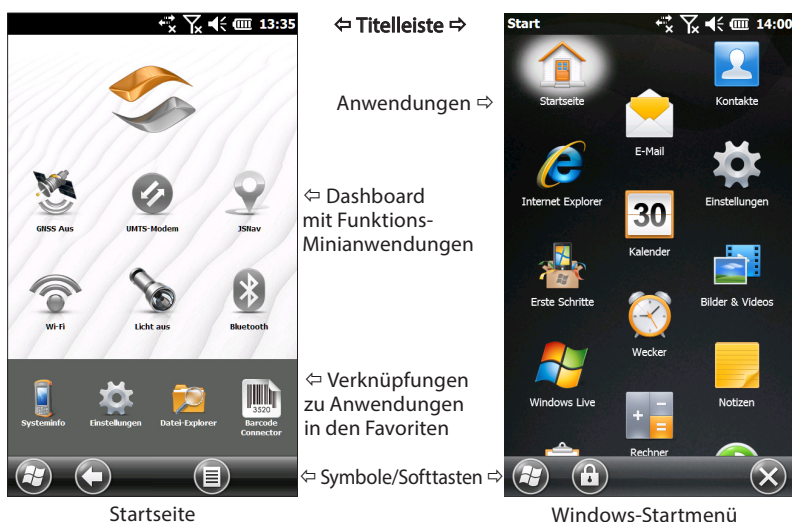 13:35
⇦ Titelleiste ⇨
Start
14:00
Anwendungen ⇨
Startseite
Kontakte
E-Mail
GNSS Aus
UMTS-Modem
JSNav
⇦ Dashboard
mit Funktions-
Minianwendungen
Internet Explorer
Einstellungen
30
Kalender
Wi-Fi
Licht aus
Bluetooth
Erste Schritte
Bilder & Videos
Wecker
⇦ Verknüpfungen
zu Anwendungen
in den Favoriten
3520
Systeminfo
Einstellungen
Datei-Explorer
Barcode
Connector
Windows Live
Notizen
Rechner
⇦ Symbole/Softtasten ⇨
Startseite
Windows-Startmenü